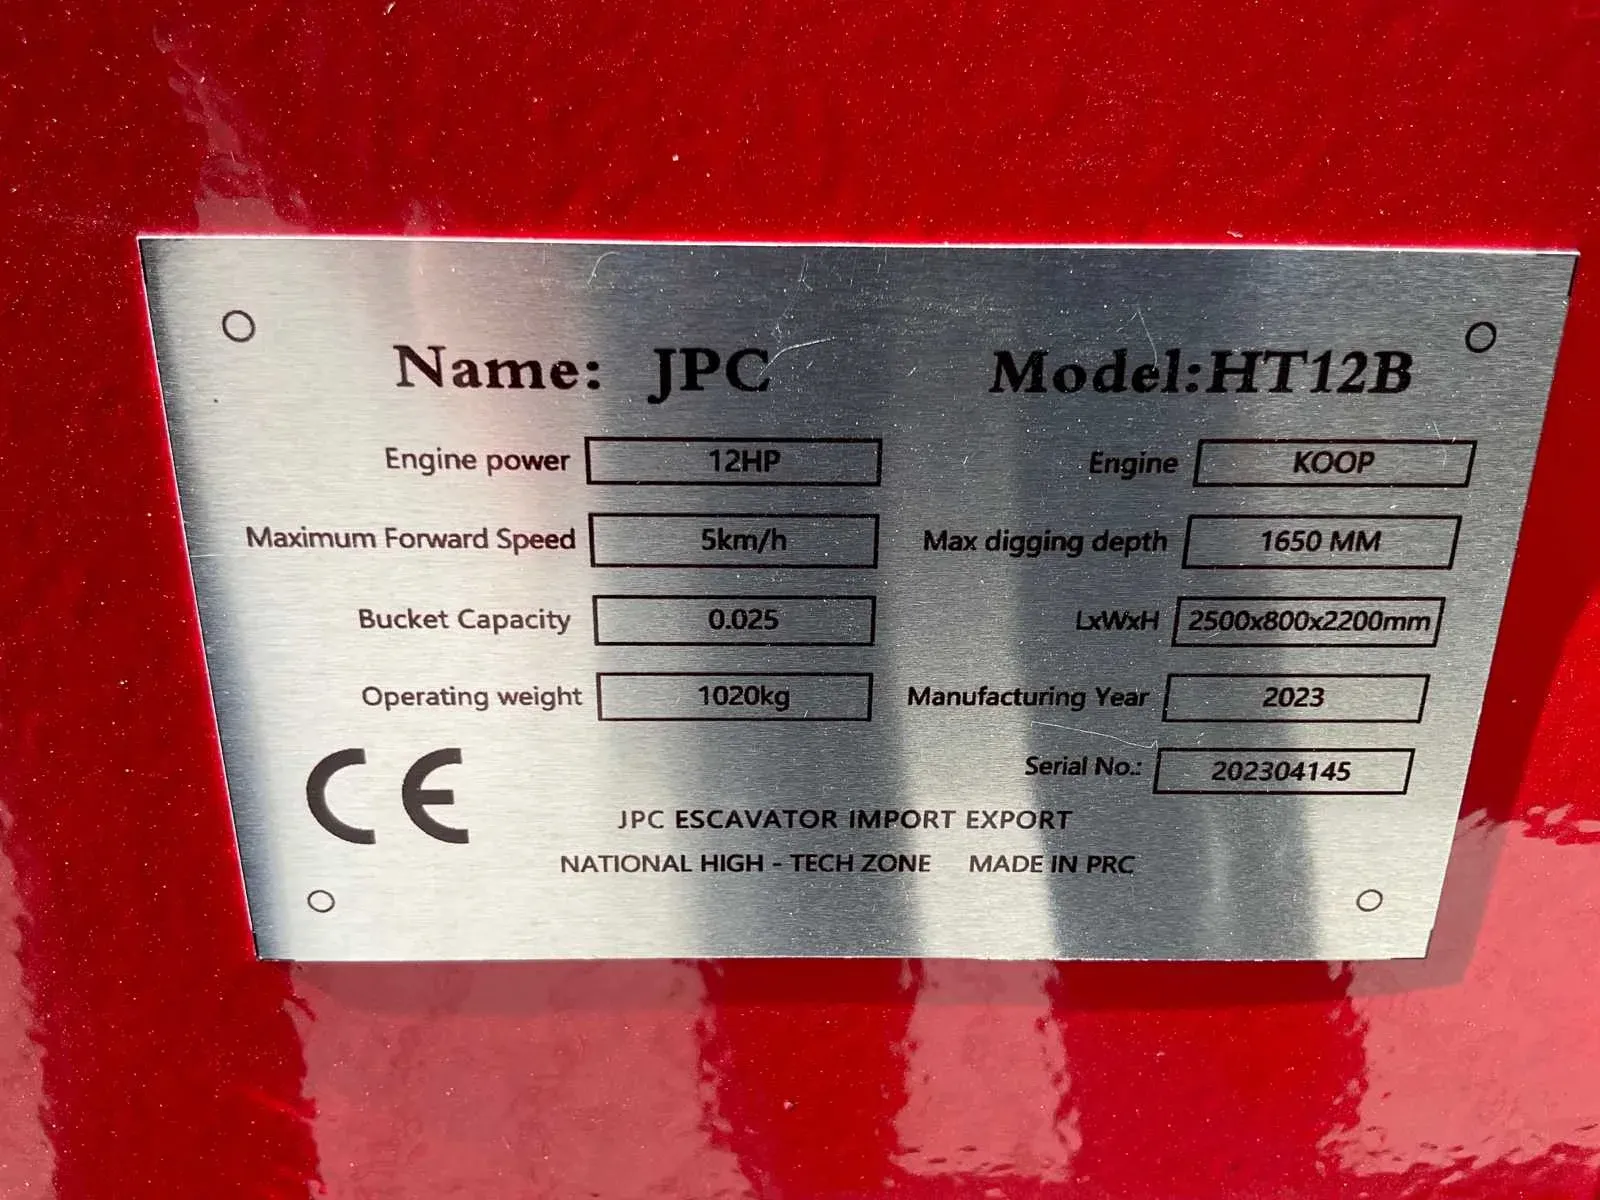 Name: JPC Model:HT12B
Engine power 12HP Engine KOOP
Maximum Forward Speed 5km/h Max digging depth 1650 MM
Bucket Capacity 0.025 LxWxH 2500x800x2200mm
Operating weight 1020kg Manufacturing Year 2023
CE Serial No.: 202304145
JPC ESCAVATOR IMPORT EXPORT
NATIONAL HIGH - TECH ZONE MADE IN PRC